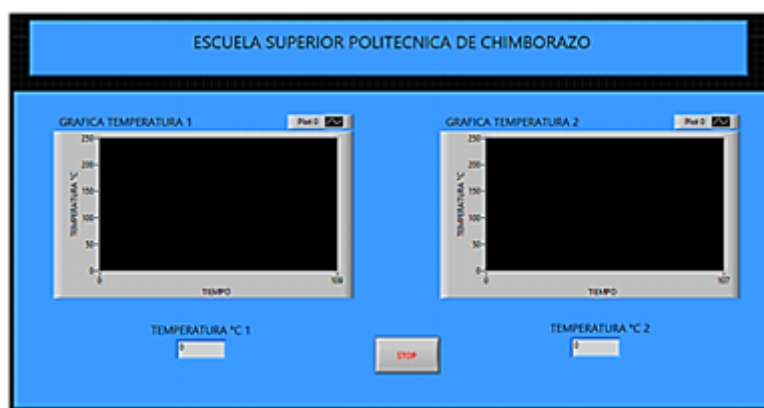 ESCUELA SUPERIOR POLITECNICA DE CHIMBORAZO
GRAFICA TEMPERATURA 1
Plot 0
250
200
150
100
50
0
TEMPERATURA °C
0
TIEMPO
GRAFICA TEMPERATURA 2
Plot 0
250
200
150
100
50
0
TEMPERATURA °C
0
107
TIEMPO
TEMPERATURA °C 1
0
STOP
TEMPERATURA °C 2
0